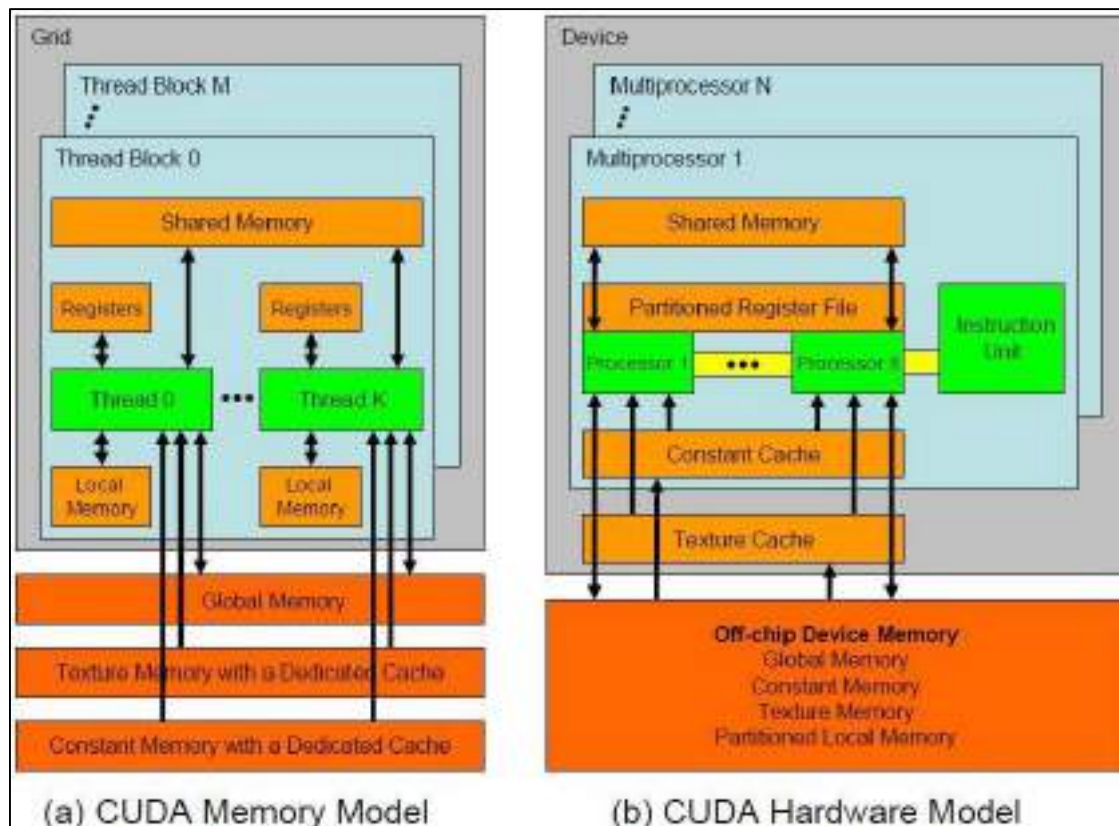 Grid
Thread Block M
Thread Block 0
Shared Memory
Registers
Registers
Thread 0
Thread K
Local
Memory
Local
Memory
Global Memory
Texture Memory with a Dedicated Cache
Constant Memory with a Dedicated Cache
(a) CUDA Memory Model
Device
Multiprocessor N
Multiprocessor 1
Shared Memory
Partitioned Register File
Processor 1
Processor 8
Instruction
Unit
Constant Cache
Texture Cache
Off-chip Device Memory
Global Memory
Constant Memory
Texture Memory
Partitioned Local Memory
(b) CUDA Hardware Model